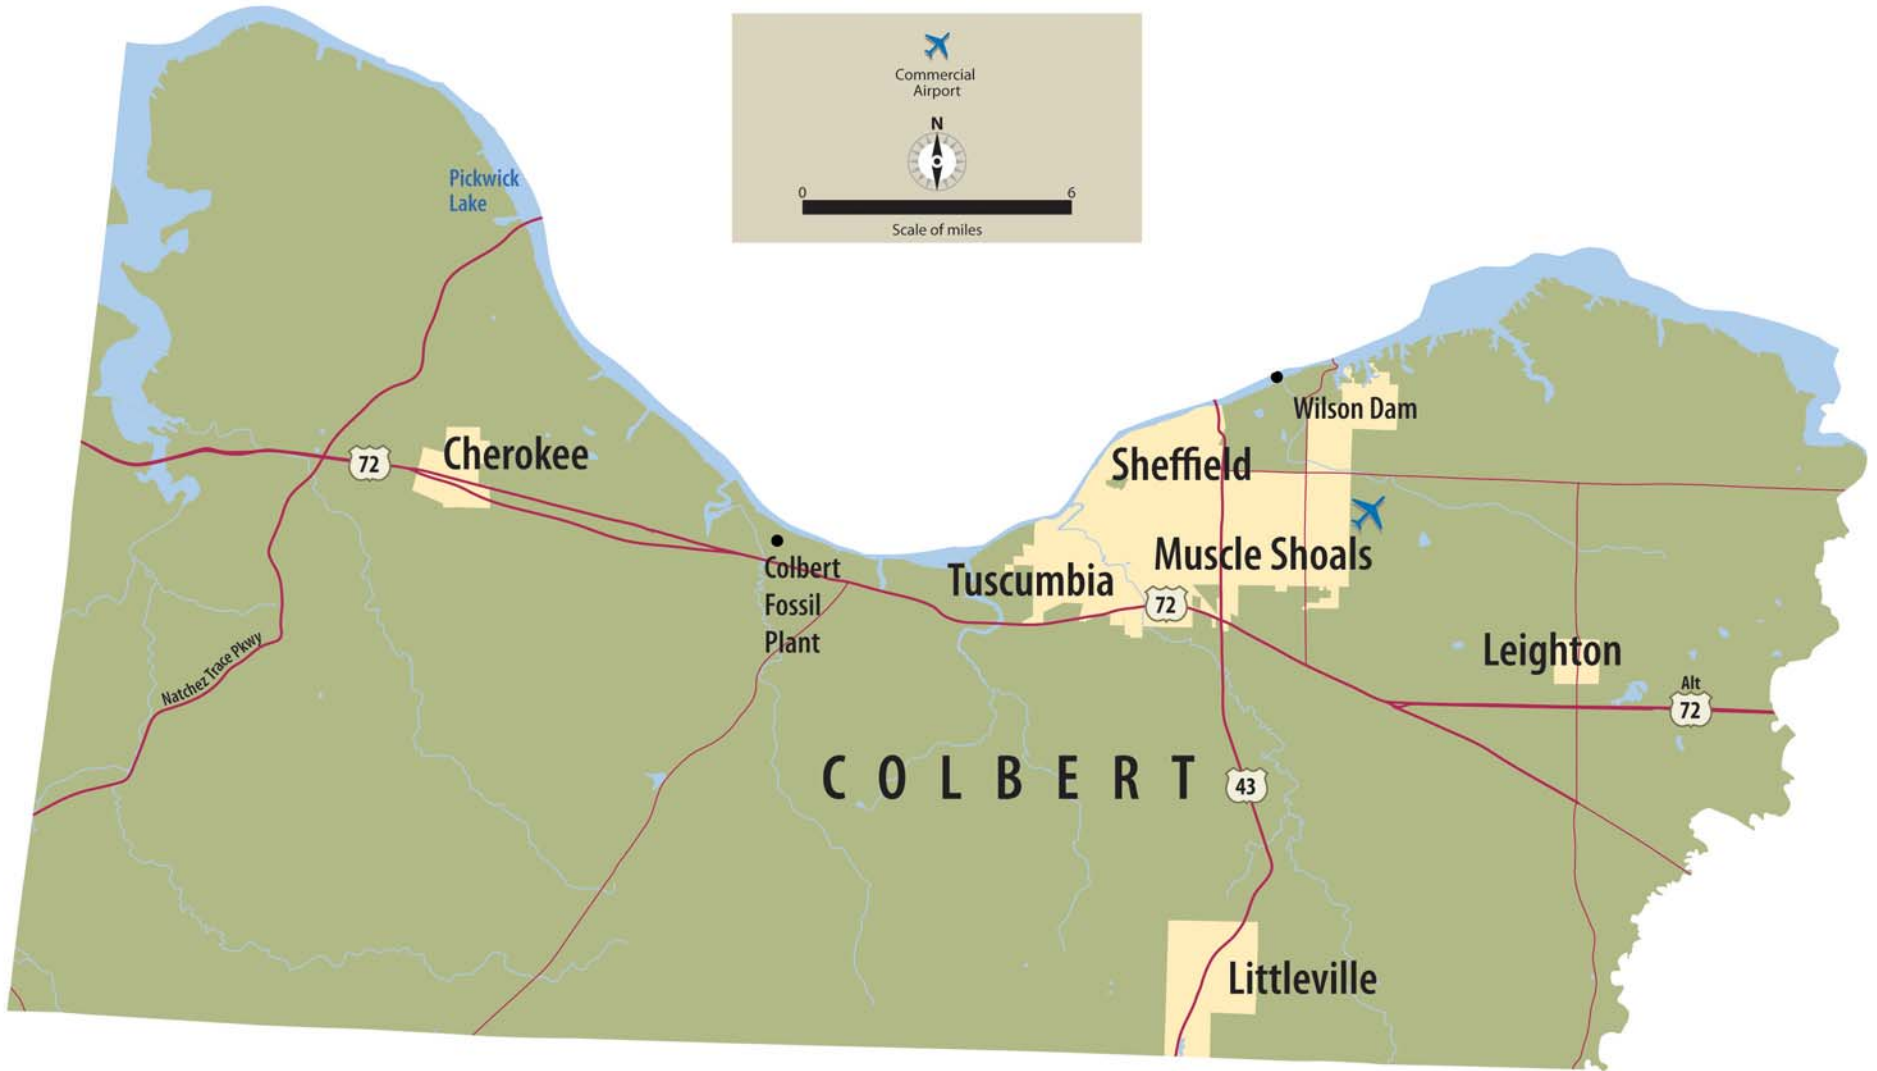 Commercial
Airport
N
0 6
Scale of miles
Pickwick
Lake
Wilson Dam
72
Cherokee
Sheffield
Colbert
Fossil
Plant
Tuscumbia
Muscle Shoals
72
Natchez Trace Pkwy
Leighton
Alt
72
COLBERT
43
Littleville